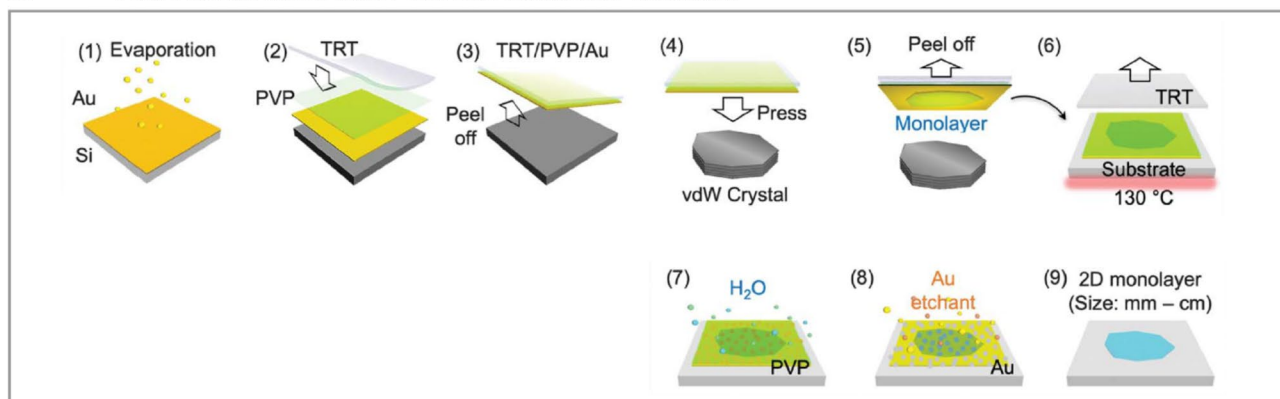 (1) Evaporation
Au
Si
(2)
TRT
PVP
(3) TRT/PVP/Au
Peel
off
(4)
Press
vdW Crystal
(5) Peel off
Monolayer
(6)
TRT
Substrate
130 °C
(7)
H₂O
PVP
(8) Au
etchant
Au
(9) 2D monolayer
(Size: mm – cm)